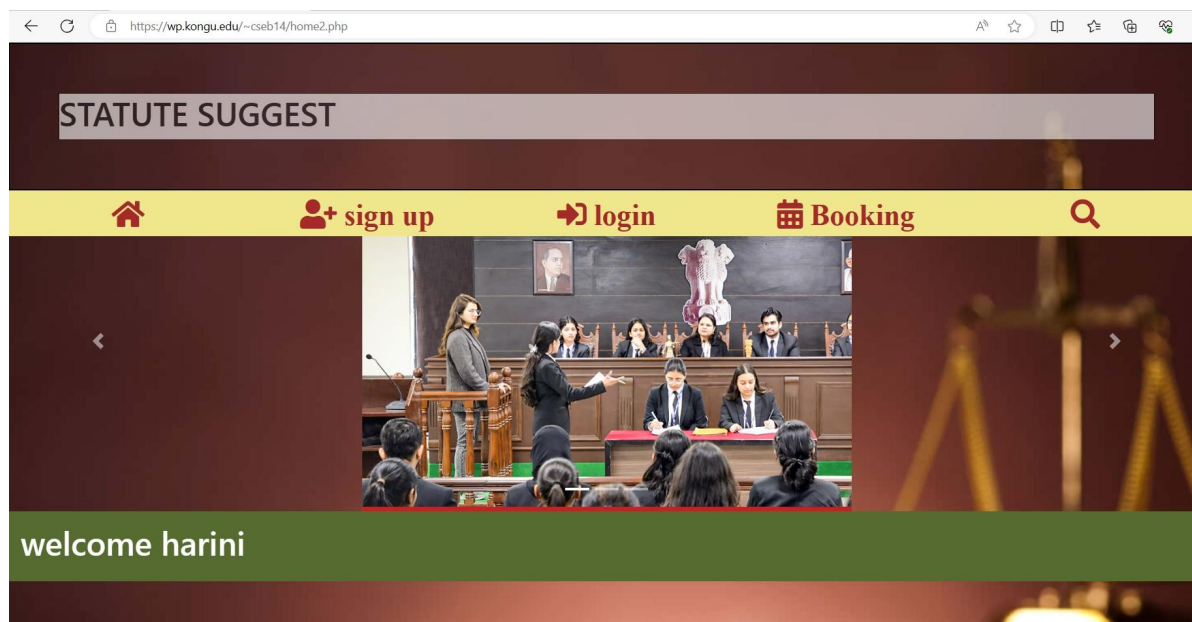 https://wp.kongu.edu/~cseb14/home2.php
STATUTE SUGGEST
sign up login Booking
welcome harini